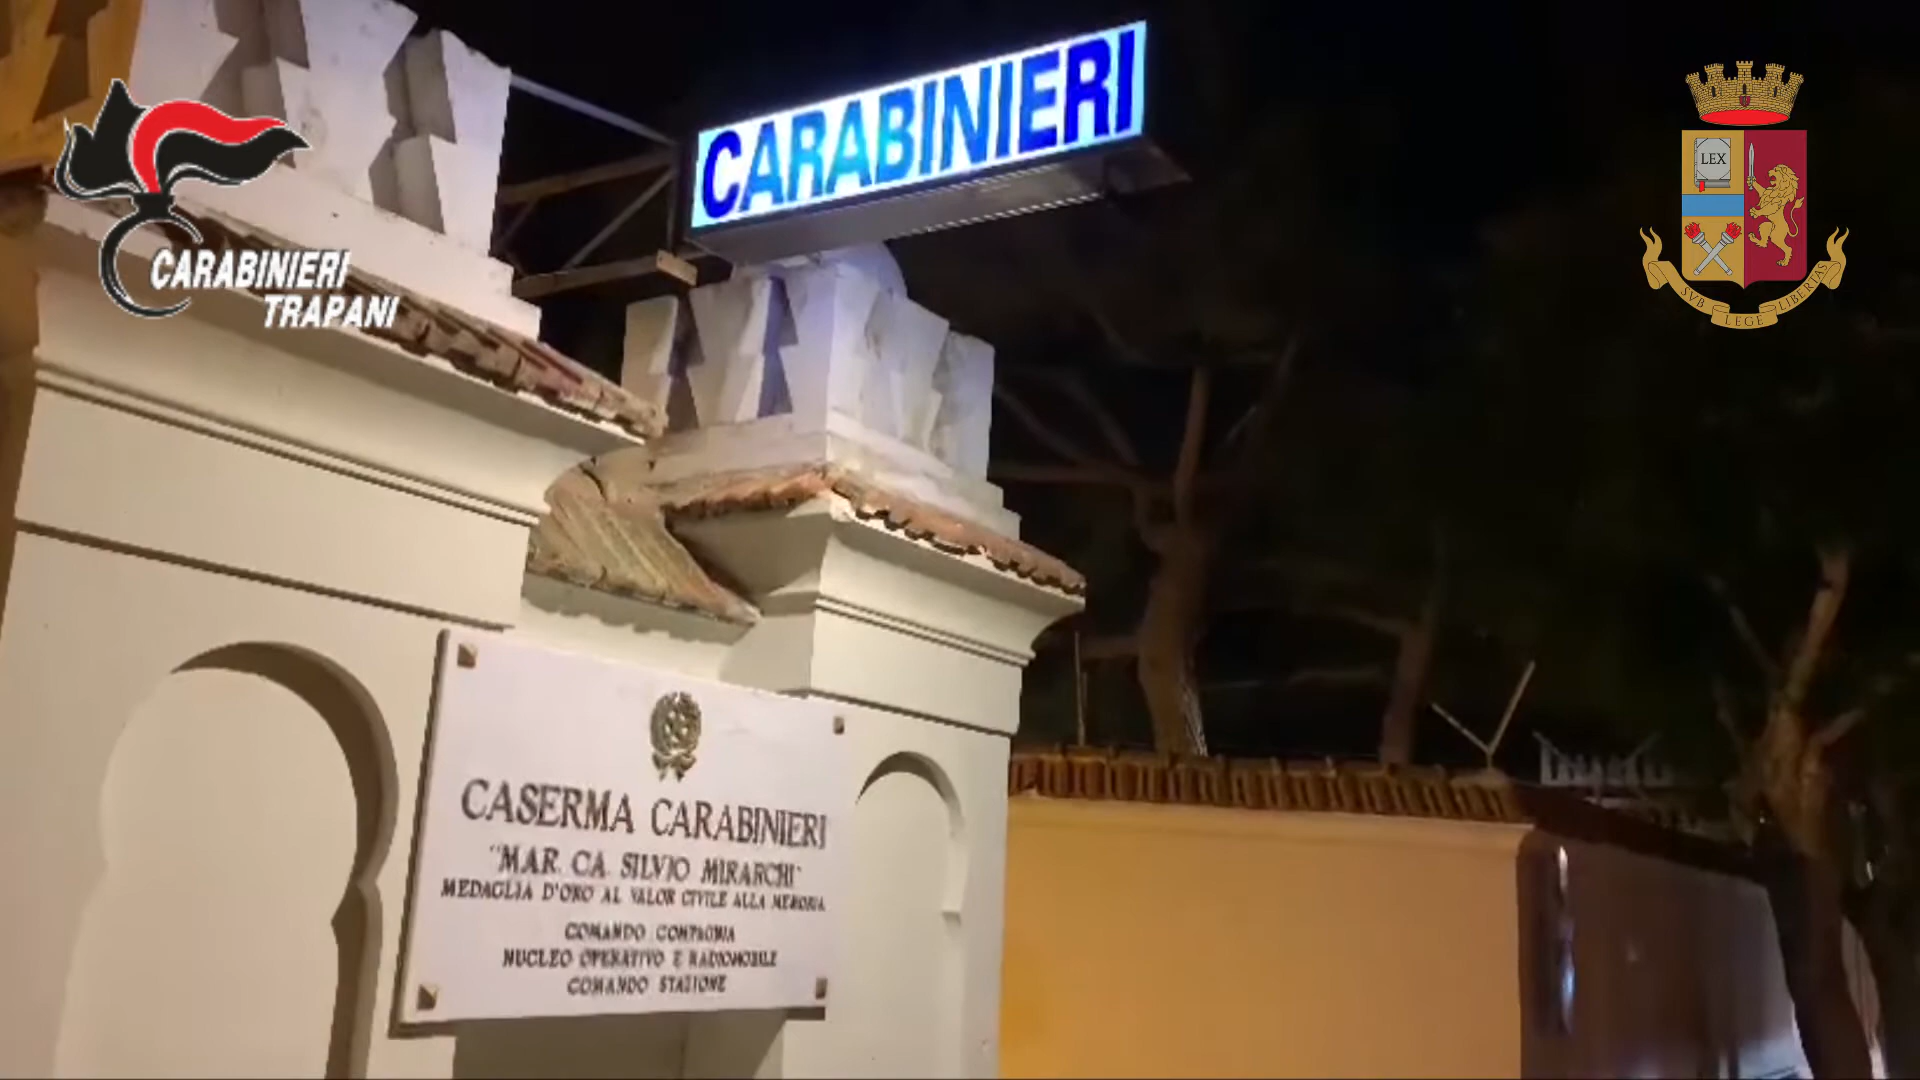 CARABINIERI
CARABINIERI
TRAPANI
LEX
SVB LEGE LIBERTAS
CASERMA CARABINIERI
"MAR. CA. SILVIO MIRARCHI"
MEDAGLIA D'ORO AL VALOR CIVILE ALLA MEMORIA
COMANDO COMPAGNIA
NUCLEO OPERATIVO E RADIOMOBILE
COMANDO STAZIONE